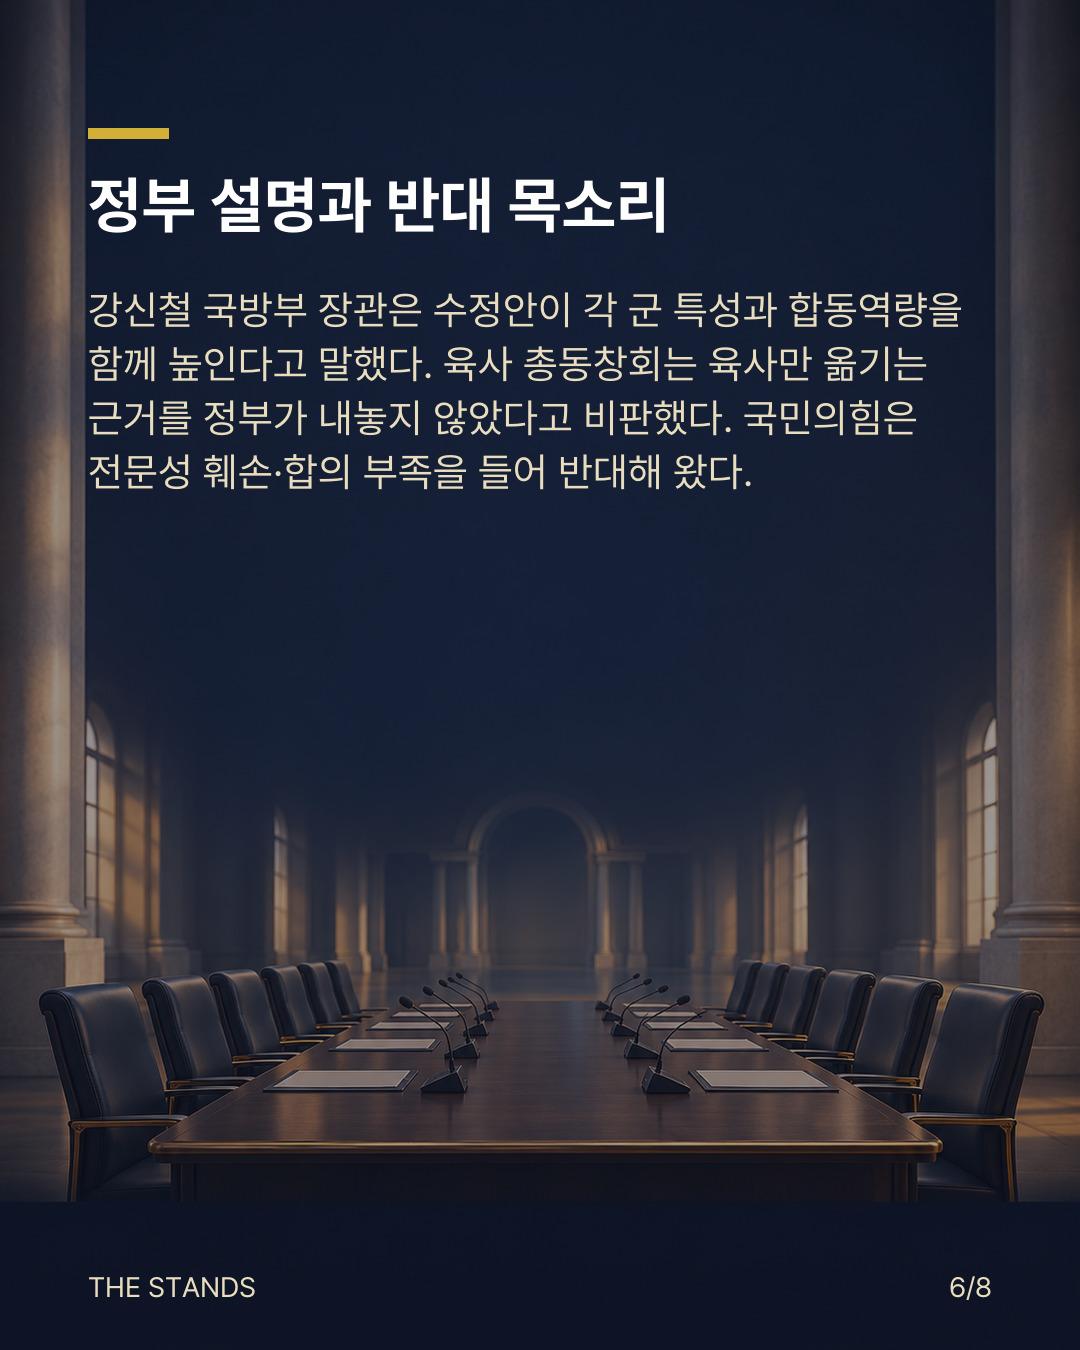 정부 설명과 반대 목소리
강신철 국방부 장관은 수정안이 각 군 특성과 합동역량을
함께 높인다고 말했다. 육사 총동창회는 육사만 옮기는
근거를 정부가 내놓지 않았다고 비판했다. 국민의힘은
전문성 훼손·합의 부족을 들어 반대해 왔다.
THE STANDS
6/8